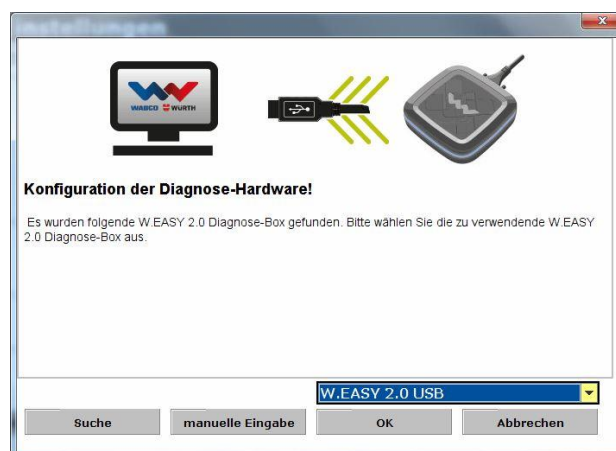 instellungen
WABCO WÜRTH
Konfiguration der Diagnose-Hardware!
Es wurden folgende W.EASY 2.0 Diagnose-Box gefunden. Bitte wählen Sie die zu verwendende W.EASY
2.0 Diagnose-Box aus.
W.EASY 2.0 USB
Suche manuelle Eingabe OK Abbrechen